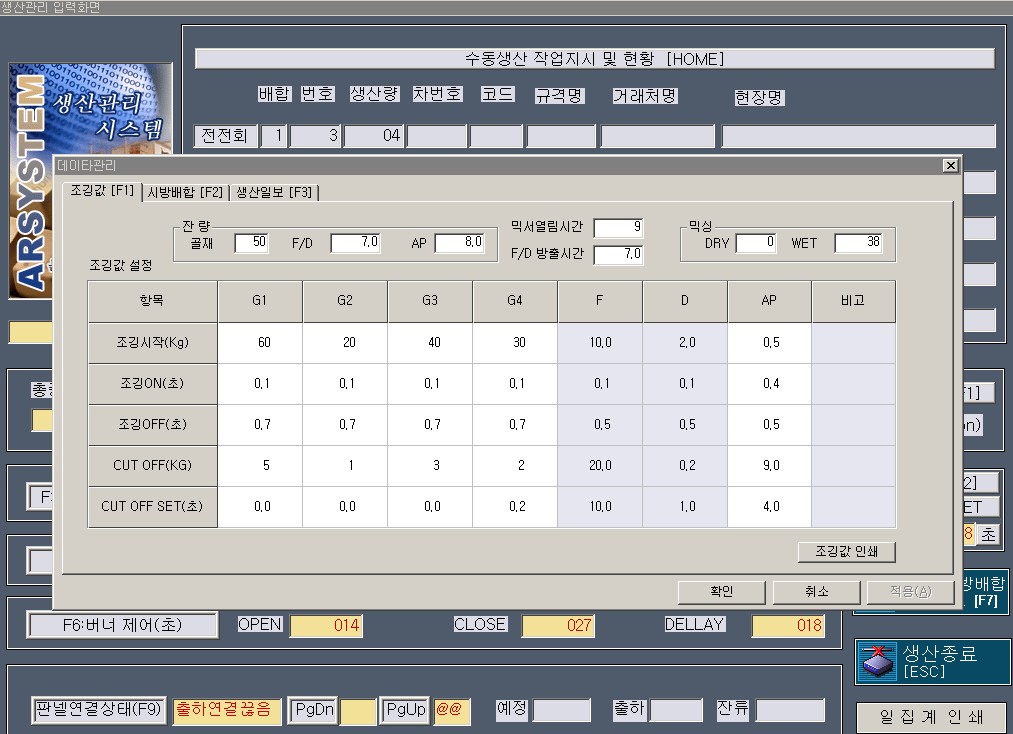 생산관리 입력화면
수동생산 작업지시 및 현황 [HOME]
배합 번호 생산량 차번호 코드 규격명 거래처명 현장명
전전회 1 3 04
ARSYSTEM
생산관리
시스템
데이타관리
조깅값 [F1] 시방배합 [F2] 생산일보 [F3]
잔 량
골재 50 F/D 7.0 AP 8.0
믹서열림시간 9
F/D 방출시간 7.0
믹싱
DRY 0 WET 38
조깅값 설정
항목 G1 G2 G3 G4 F D AP 비고
조깅시작(Kg) 60 20 40 30 10.0 2.0 0.5
조깅ON(초) 0.1 0.1 0.1 0.1 0.1 0.1 0.4
조깅OFF(초) 0.7 0.7 0.7 0.7 0.5 0.5 0.5
CUT OFF(KG) 5 1 3 2 20.0 0.2 9.0
CUT OFF SET(초) 0.0 0.0 0.0 0.2 10.0 1.0 4.0
조깅값 인쇄
확인 취소 적용(A)
8 초
방배합
[F7]
F6:버너 제어(초) OPEN 014 CLOSE 027 DELLAY 018
생산종료
[ESC]
판넬연결상태(F9) 출하연결끊음 PgDn PgUp @@ 예정 출하 잔류
일 집 계 인 쇄